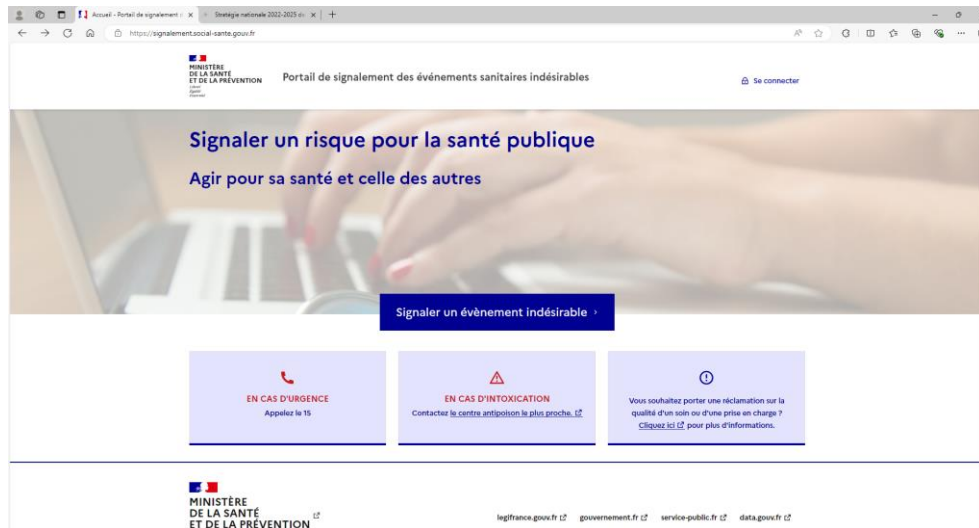 Accueil - Portail de signalement d
Stratégie nationale 2022-2025 de
https://signalement.social-sante.gouv.fr
MINISTÈRE
DE LA SANTÉ
ET DE LA PRÉVENTION
Liberté
Égalité
Fraternité
Portail de signalement des événements sanitaires indésirables
Se connecter
Signaler un risque pour la santé publique
Agir pour sa santé et celle des autres
Signaler un évènement indésirable
EN CAS D'URGENCE
Appelez le 15
EN CAS D'INTOXICATION
Contactez le centre antipoison le plus proche.
Vous souhaitez porter une réclamation sur la
qualité d'un soin ou d'une prise en charge ?
Cliquez ici pour plus d'informations.
MINISTÈRE
DE LA SANTÉ
ET DE LA PRÉVENTION
legifrance.gouv.fr gouvernement.fr service-public.fr data.gouv.fr